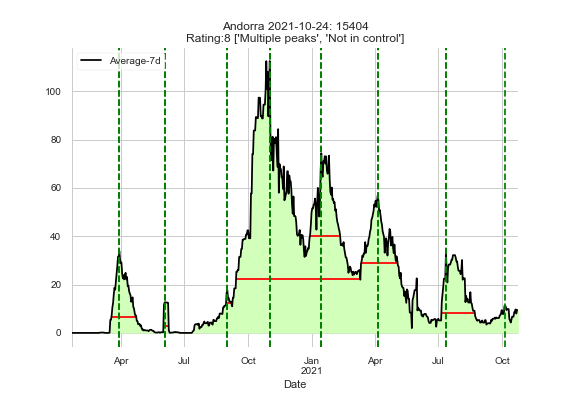 Andorra 2021-10-24: 15404
Rating:8 ['Multiple peaks', 'Not in control']
Average-7d
100
80
60
40
20
0
Apr Jul Oct Jan Apr Jul Oct
2021
Date